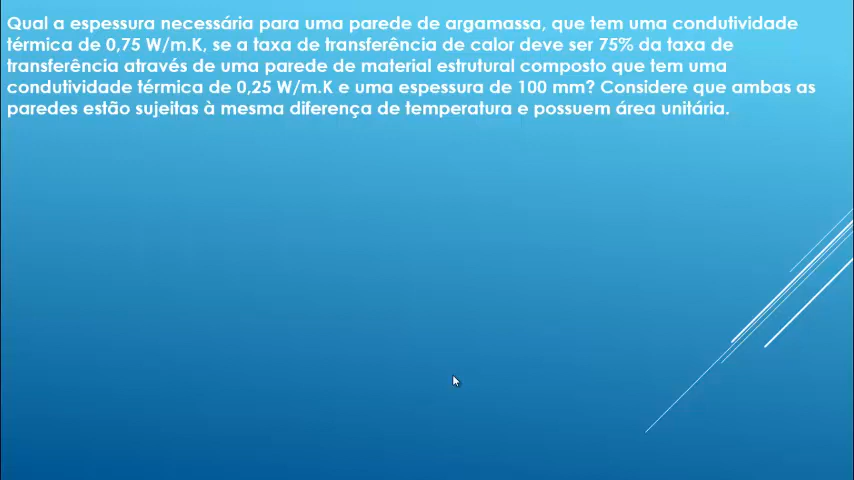 Qual a espessura necessária para uma parede de argamassa, que tem uma condutividade
térmica de 0,75 W/m.K, se a taxa de transferência de calor deve ser 75% da taxa de
transferência através de uma parede de material estrutural composto que tem uma
condutividade térmica de 0,25 W/m.K e uma espessura de 100 mm? Considere que ambas as
paredes estão sujeitas à mesma diferença de temperatura e possuem área unitária.